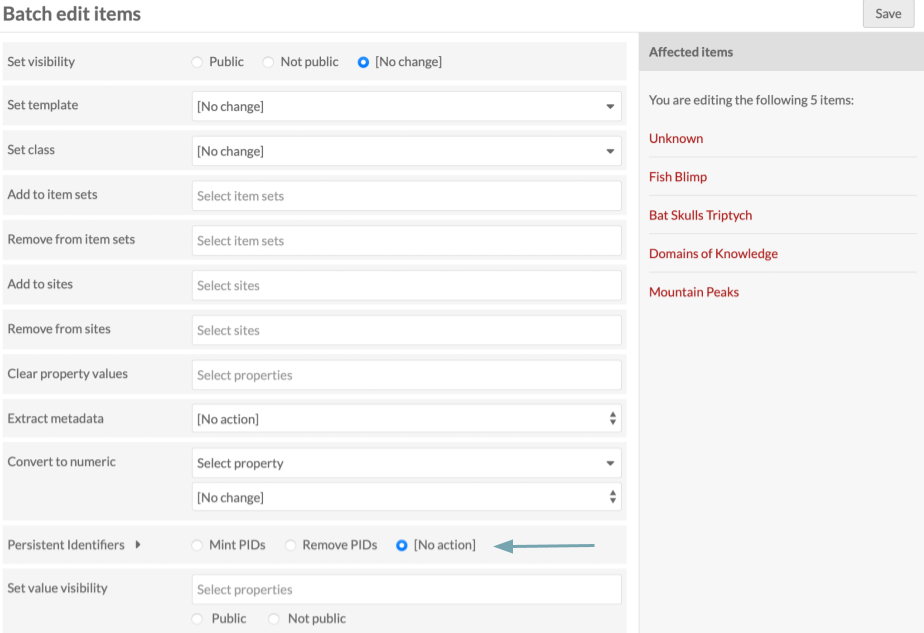 Batch edit items
Save
Set visibility
Public Not public [No change]
Set template
[No change]
Set class
[No change]
Add to item sets
Select item sets
Remove from item sets
Select item sets
Add to sites
Select sites
Remove from sites
Select sites
Clear property values
Select properties
Extract metadata
[No action]
Convert to numeric
Select property
[No change]
Persistent Identifiers
Mint PIDs Remove PIDs [No action]
Set value visibility
Select properties
Public Not public
Affected items
You are editing the following 5 items:
Unknown
Fish Blimp
Bat Skulls Triptych
Domains of Knowledge
Mountain Peaks